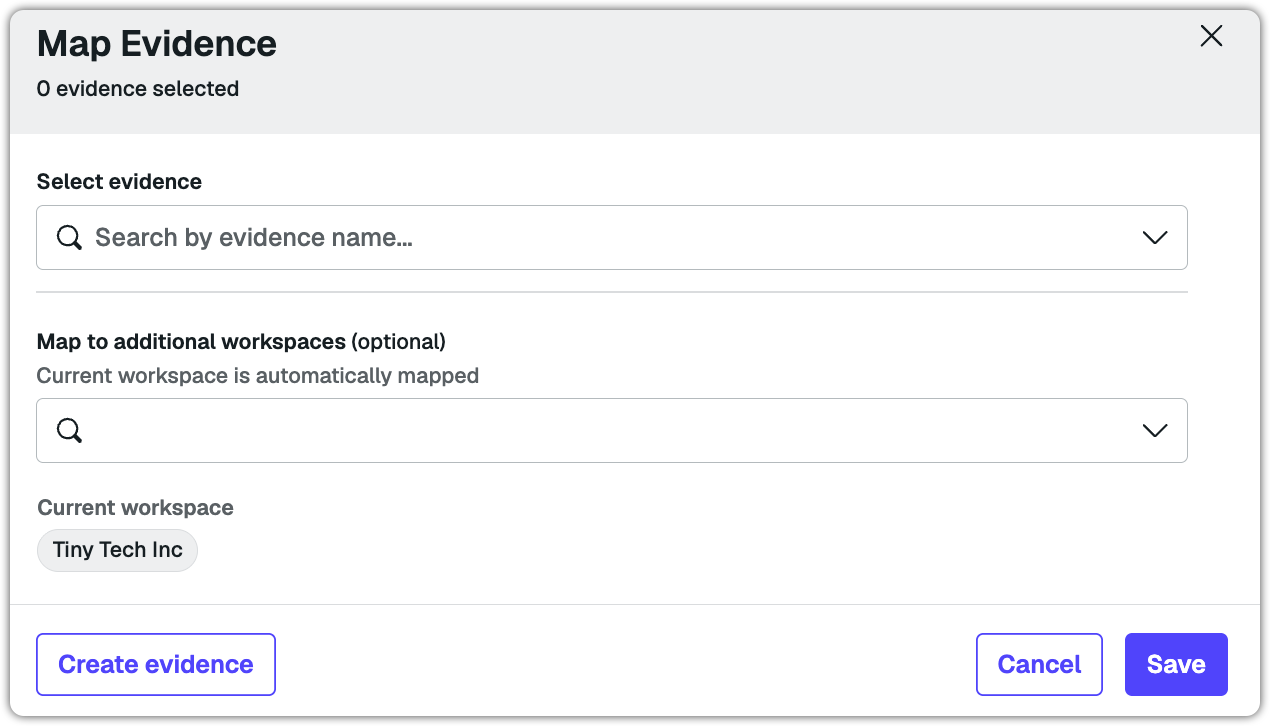 Map Evidence
0 evidence selected
Select evidence
Search by evidence name...
Map to additional workspaces (optional)
Current workspace is automatically mapped
Current workspace
Tiny Tech Inc
Create evidence
Cancel
Save